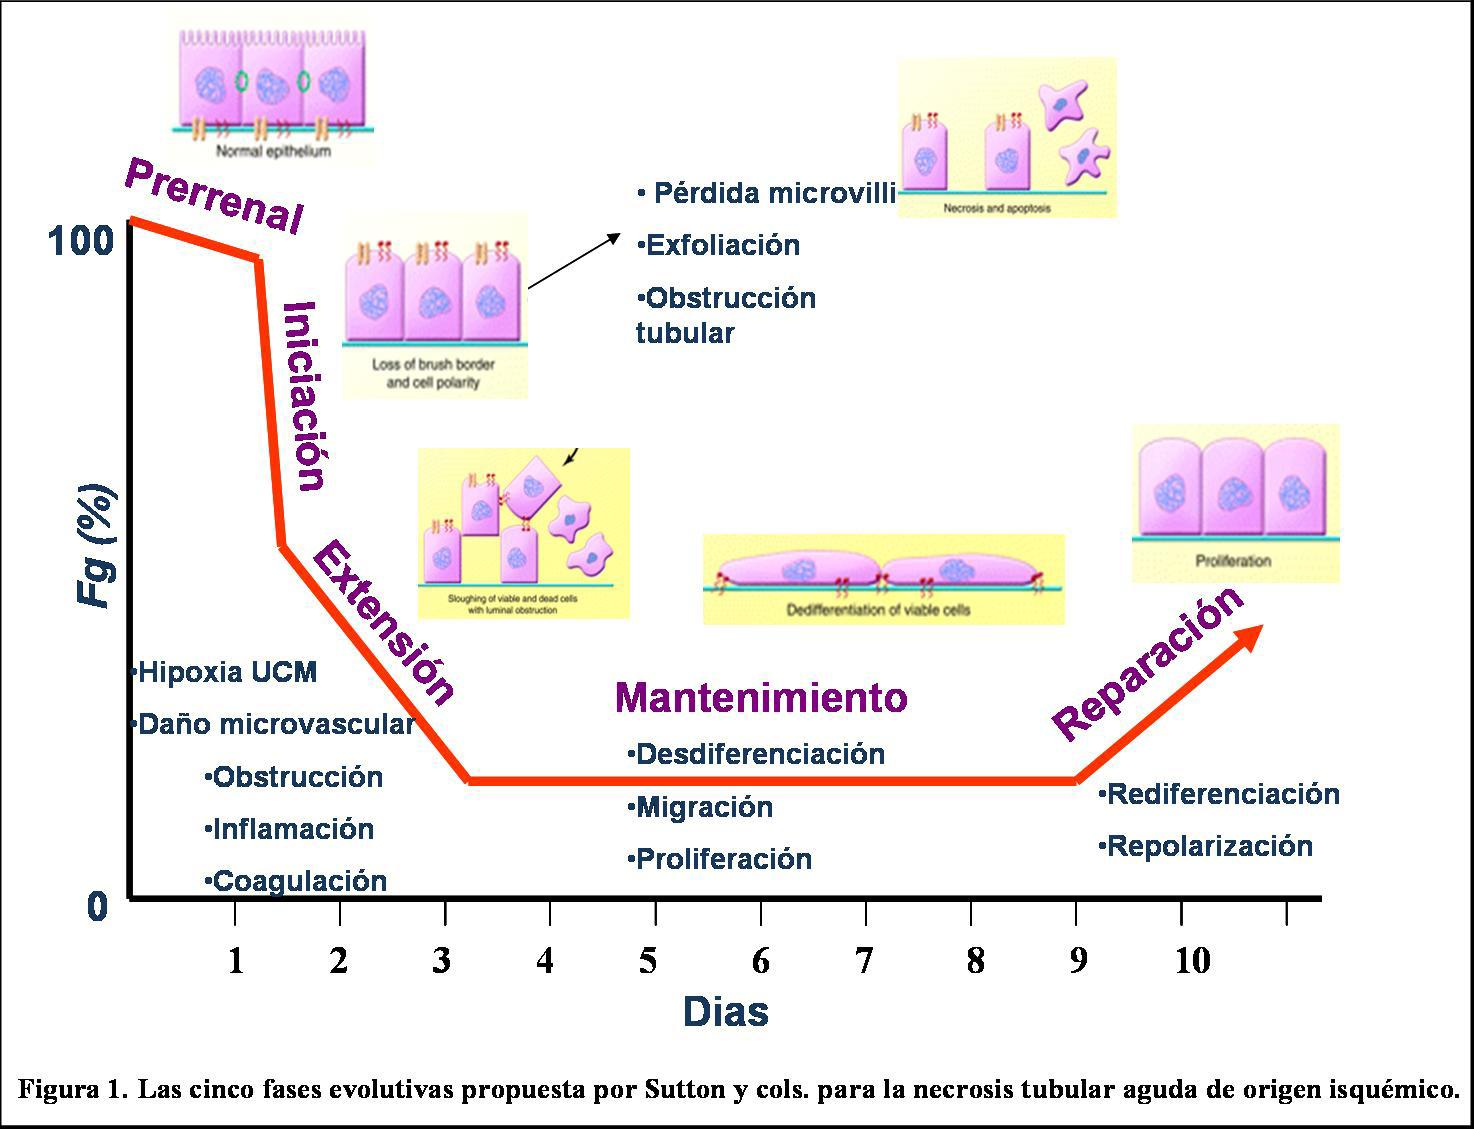 Normal epithelium
Prerrenal
100
• Pérdida microvilli
•Exfoliación
•Obstrucción
tubular
Necrosis and apoptosis
Iniciación
Loss of brush border
and cell polarity
Fg (%)
Extensión
Sloughing of viable and dead cells
with luminal obstruction
Dedifferentiation of viable cells
Proliferation
Reparación
•Hipoxia UCM
•Daño microvascular
•Obstrucción
•Inflamación
•Coagulación
Mantenimiento
•Desdiferenciación
•Migración
•Proliferación
•Rediferenciación
•Repolarización
0
1 2 3 4 5 6 7 8 9 10
Dias
Figura 1. Las cinco fases evolutivas propuesta por Sutton y cols. para la necrosis tubular aguda de origen isquémico.